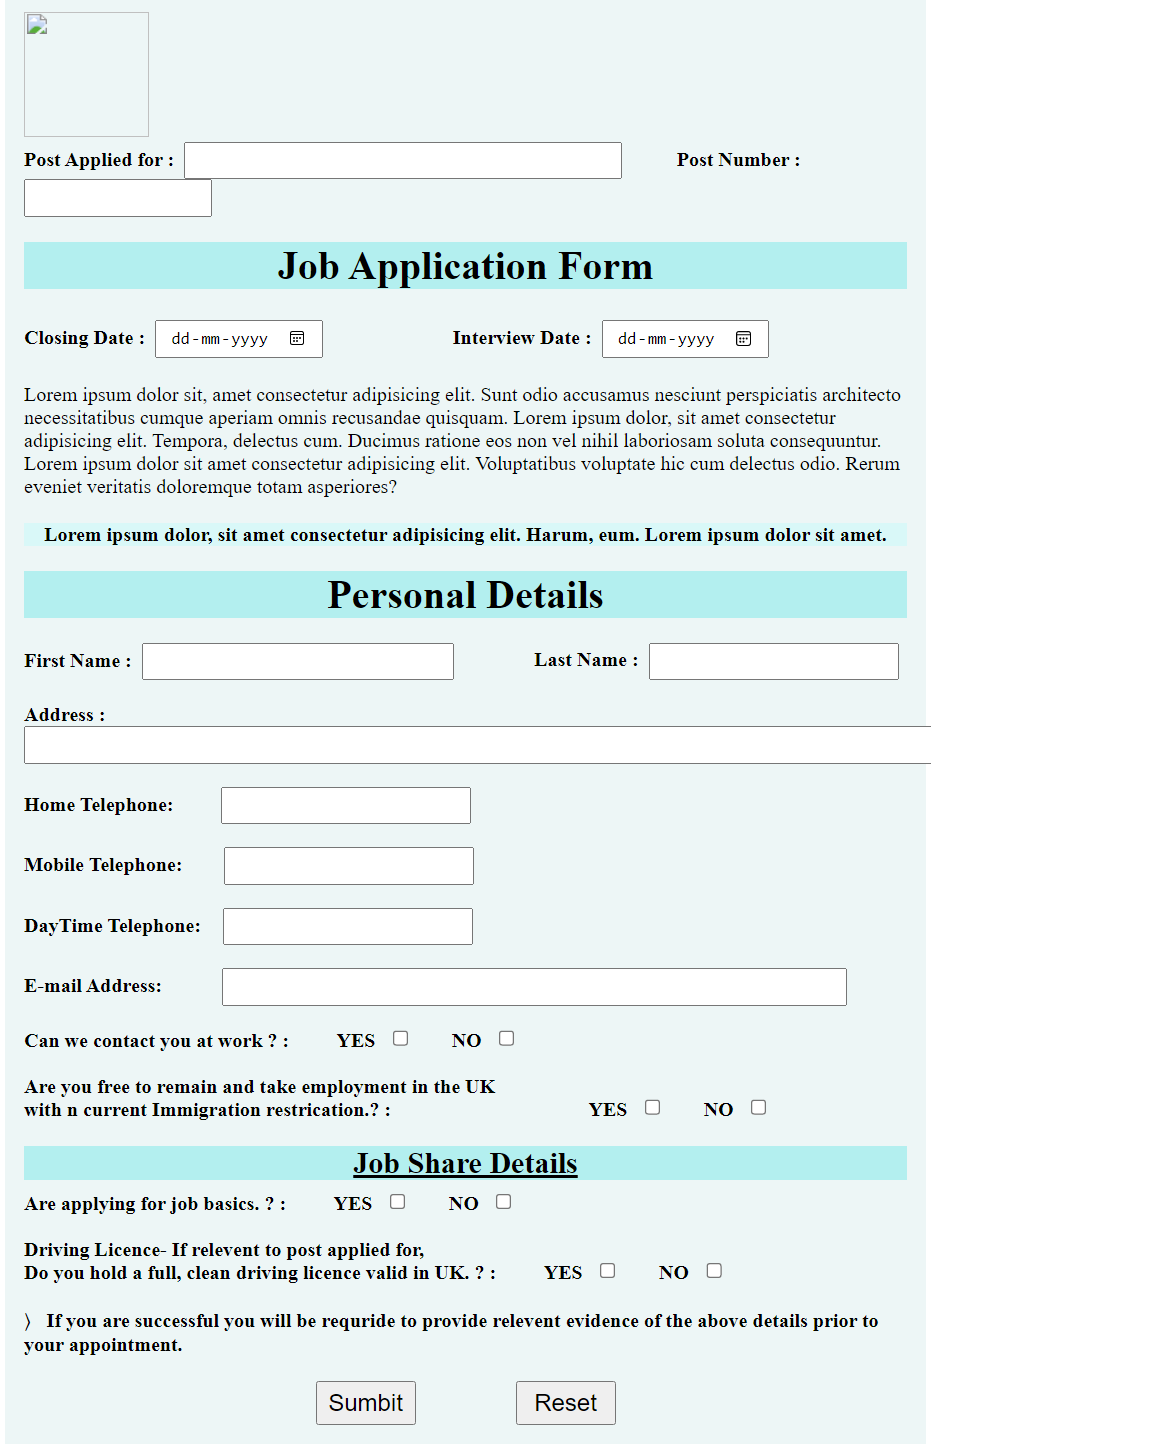 Post Applied for : Post Number :
Job Application Form
Closing Date : dd-mm-yyyy Interview Date : dd-mm-yyyy
Lorem ipsum dolor sit, amet consectetur adipisicing elit. Sunt odio accusamus nesciunt perspiciatis architecto
necessitatibus cumque aperiam omnis recusandae quisquam. Lorem ipsum dolor, sit amet consectetur
adipisicing elit. Tempora, delectus cum. Ducimus ratione eos non vel nihil laboriosam soluta consequuntur.
Lorem ipsum dolor sit amet consectetur adipisicing elit. Voluptatibus voluptate hic cum delectus odio. Rerum
eveniet veritatis doloremque totam asperiores?
Lorem ipsum dolor, sit amet consectetur adipisicing elit. Harum, eum. Lorem ipsum dolor sit amet.
Personal Details
First Name : Last Name :
Address :
Home Telephone:
Mobile Telephone:
DayTime Telephone:
E-mail Address:
Can we contact you at work ? : YES NO
Are you free to remain and take employment in the UK
with n current Immigration restrication.? : YES NO
Job Share Details
Are applying for job basics. ? : YES NO
Driving Licence- If relevent to post applied for,
Do you hold a full, clean driving licence valid in UK. ? : YES NO
⟩ If you are successful you will be requride to provide relevent evidence of the above details prior to
your appointment.
Sumbit Reset